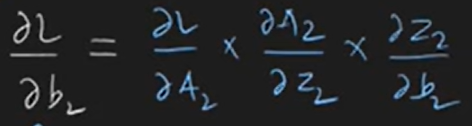 ∂L/∂b₂ = ∂L/∂A₂ × ∂A₂/∂Z₂ × ∂Z₂/∂b₂